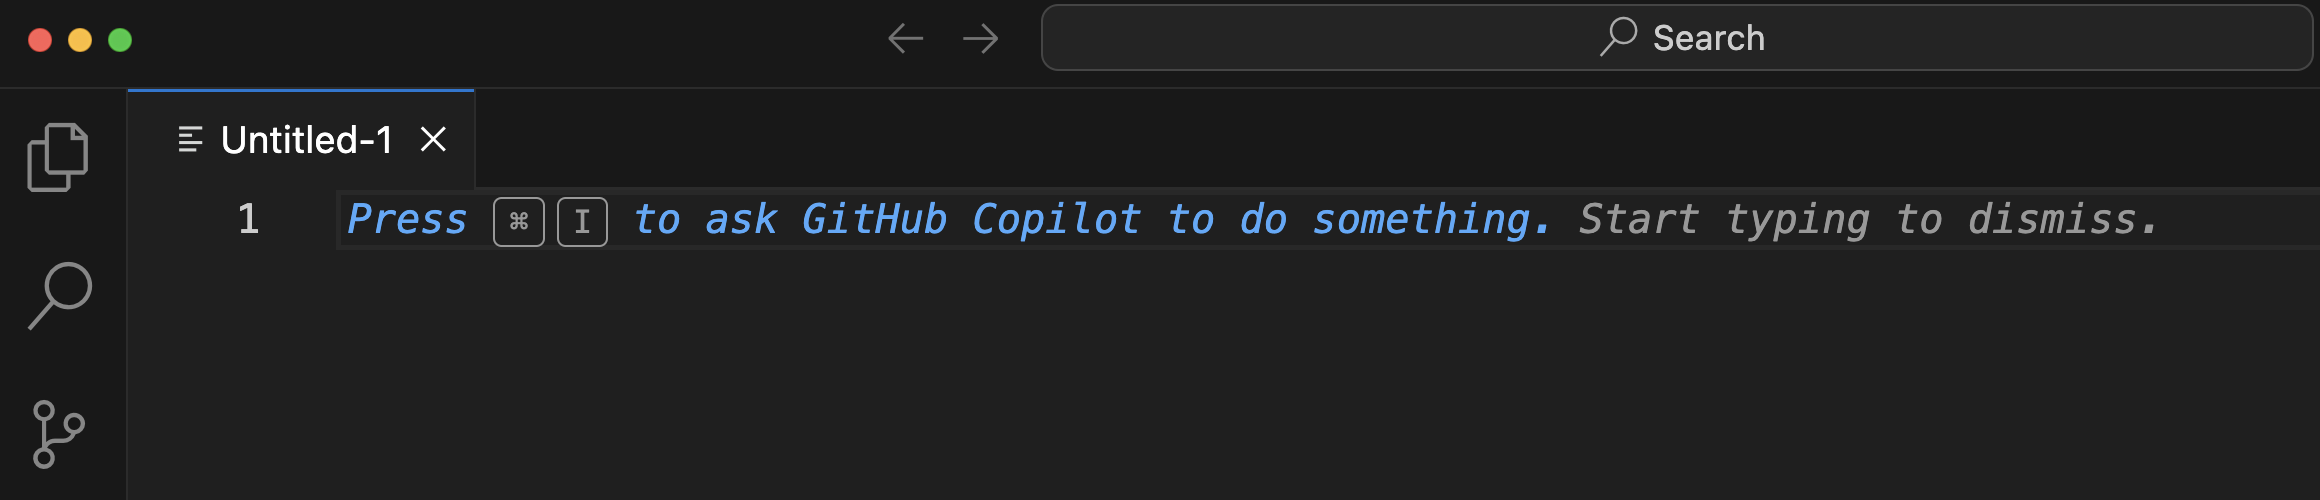 Search
Untitled-1
1
Press ⌘ I to ask GitHub Copilot to do something. Start typing to dismiss.